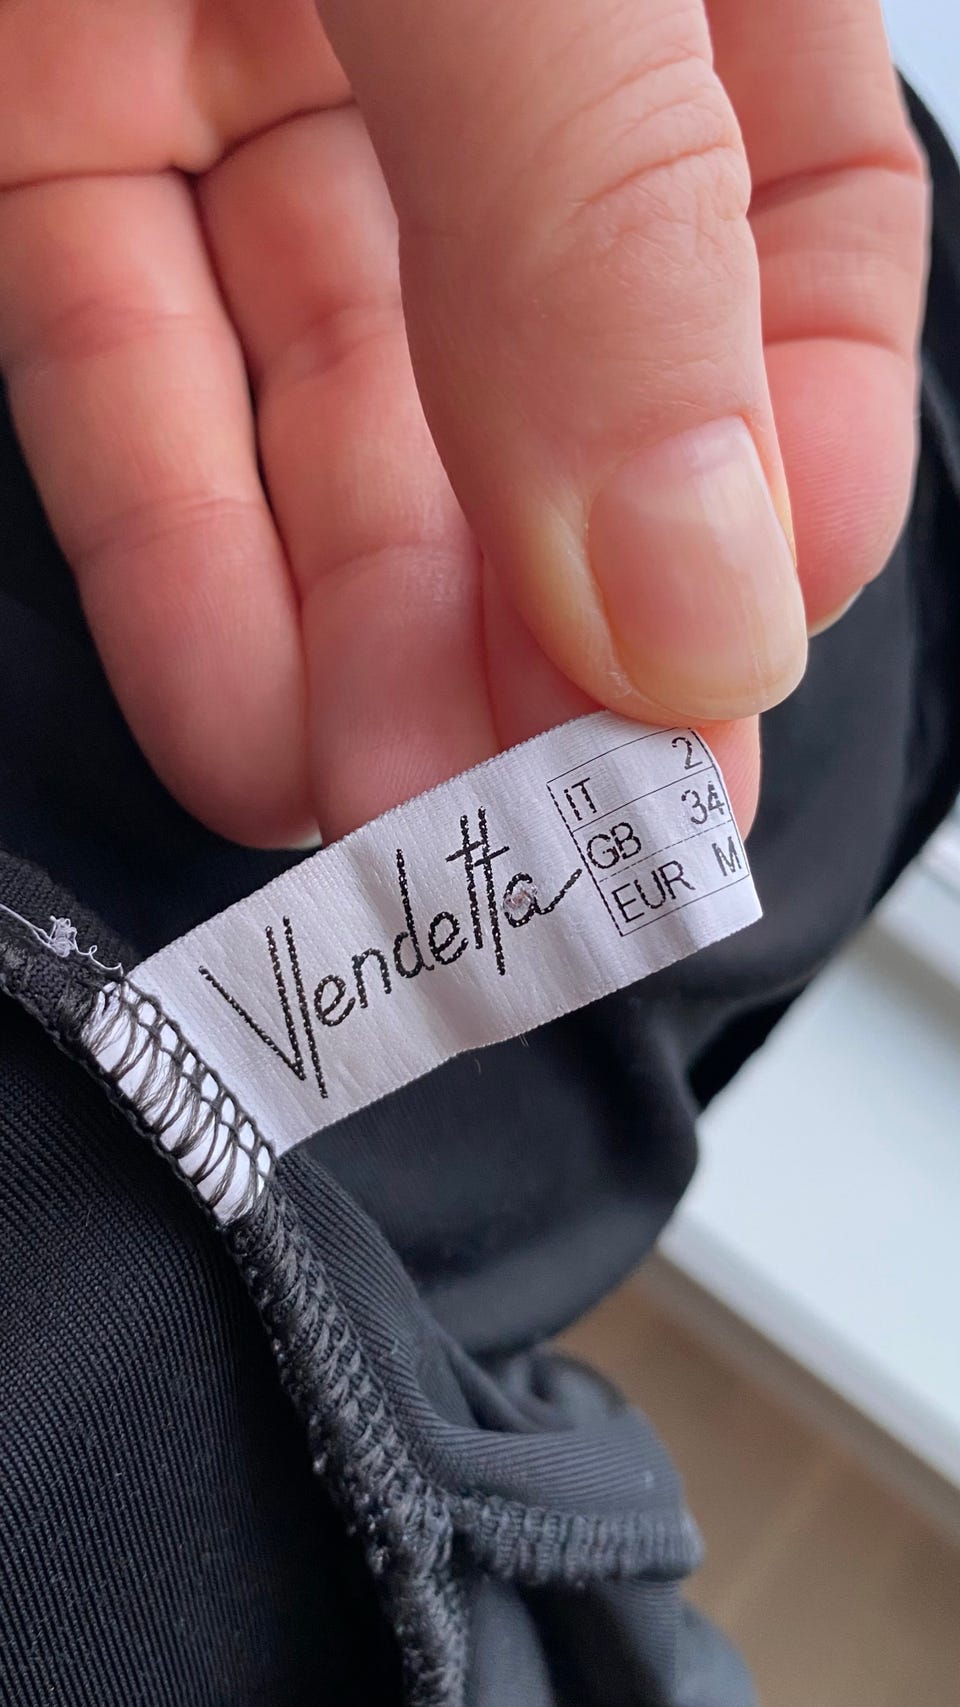 Vendetta
IT 2
GB 34
EUR M